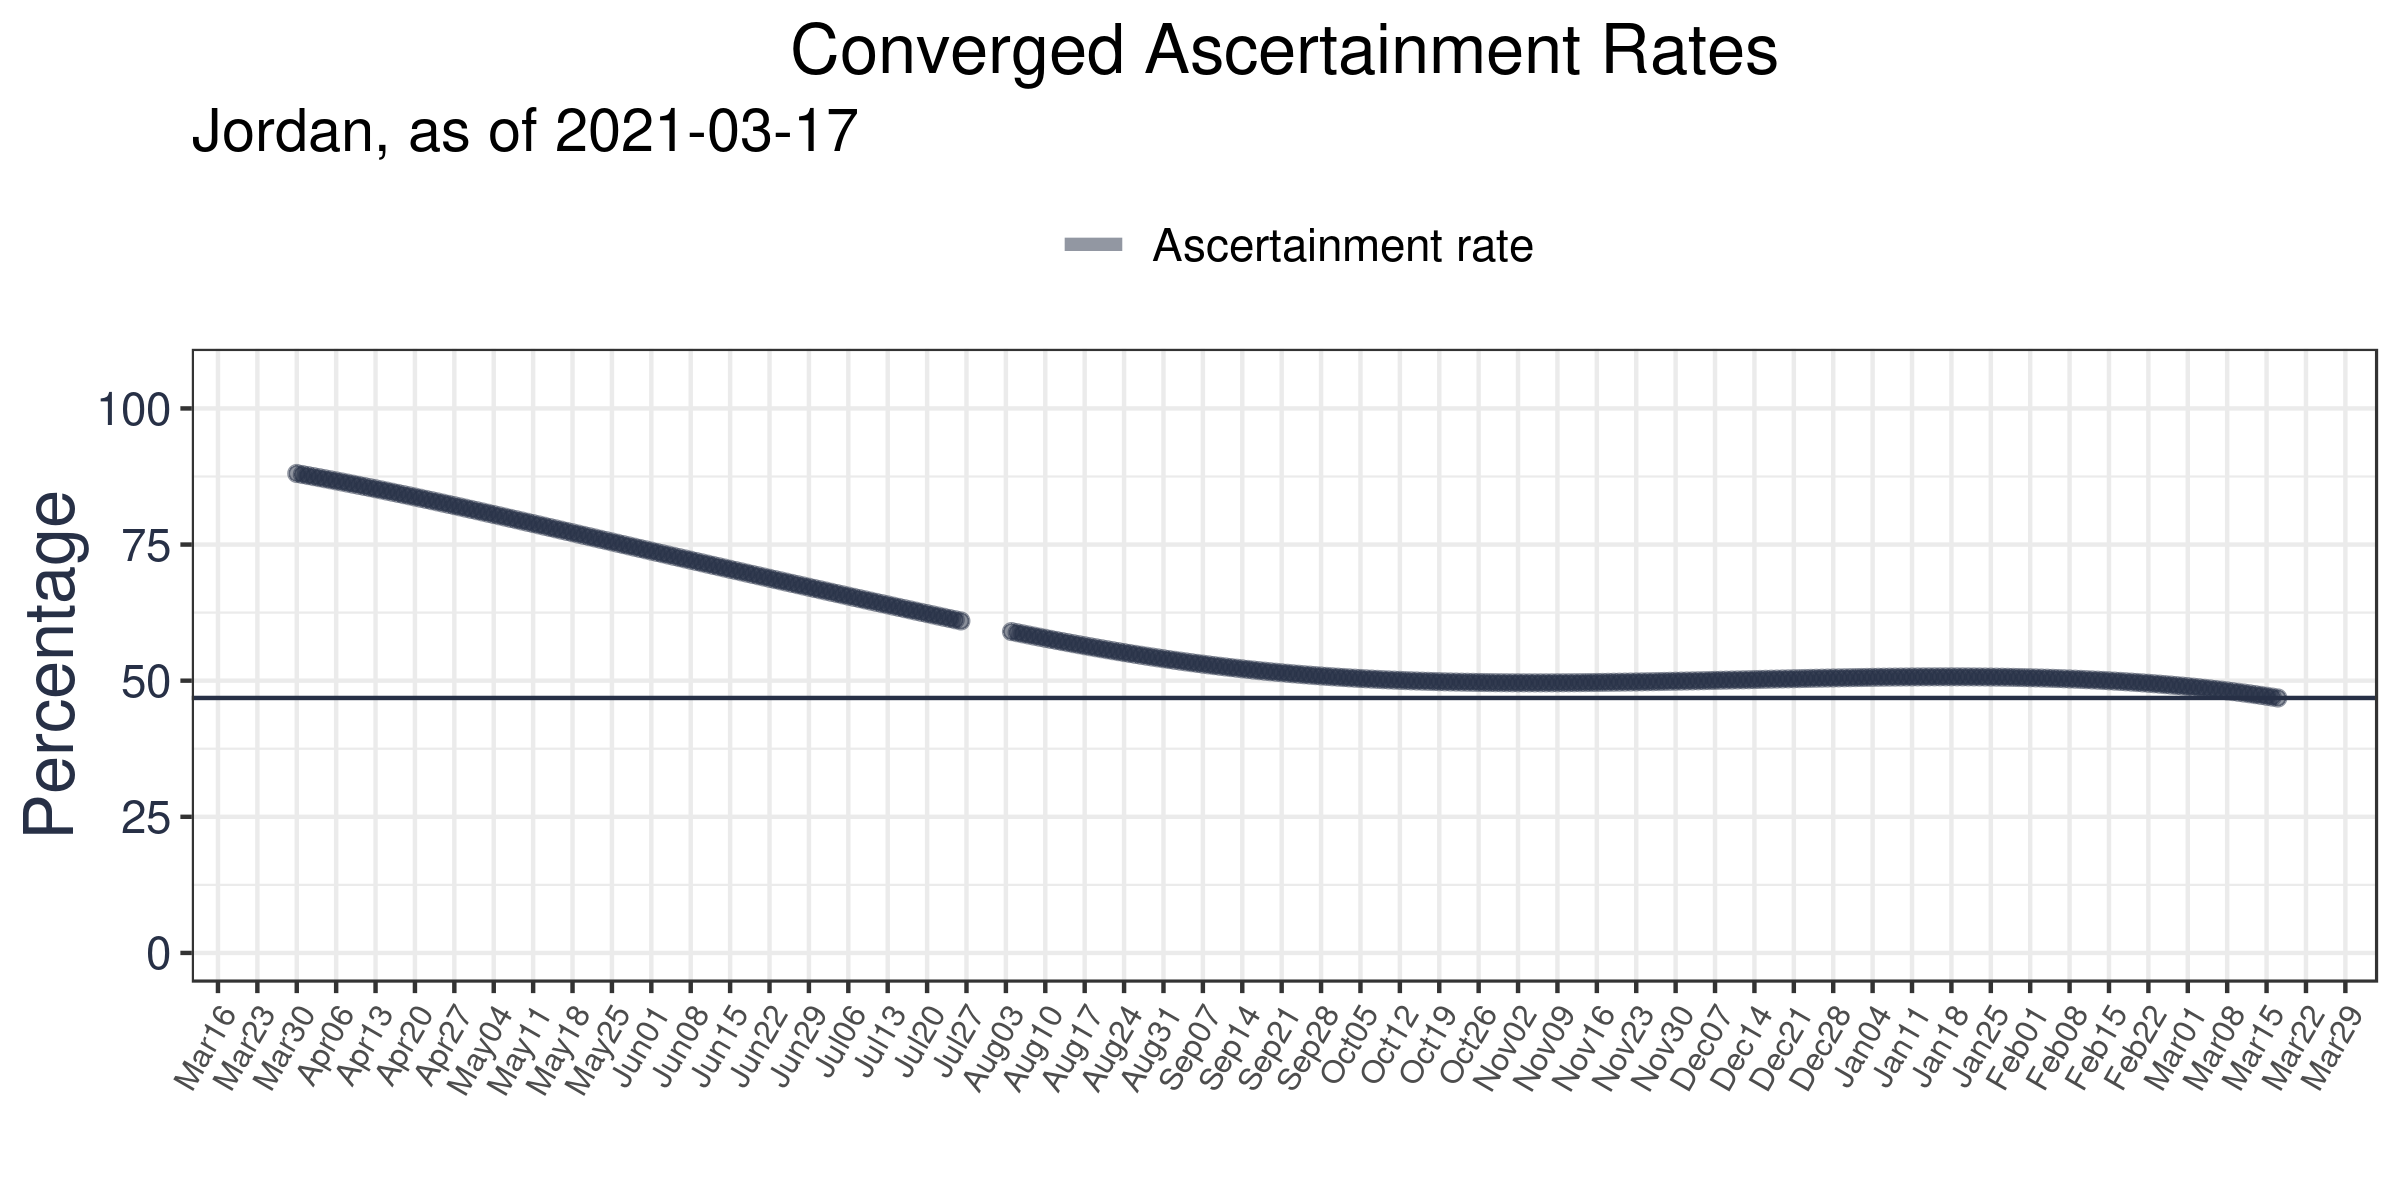 Converged Ascertainment Rates
Jordan, as of 2021-03-17
Ascertainment rate
Percentage
100
75
50
25
0
Mar16 Mar23 Mar30 Apr06 Apr13 Apr20 Apr27 May04 May11 May18 May25 Jun01 Jun08 Jun15 Jun22 Jun29 Jul06 Jul13 Jul20 Jul27 Aug03 Aug10 Aug17 Aug24 Aug31 Sep07 Sep14 Sep21 Sep28 Oct05 Oct12 Oct19 Oct26 Nov02 Nov09 Nov16 Nov23 Nov30 Dec07 Dec14 Dec21 Dec28 Jan04 Jan11 Jan18 Jan25 Feb01 Feb08 Feb15 Feb22 Mar01 Mar08 Mar15 Mar22 Mar29